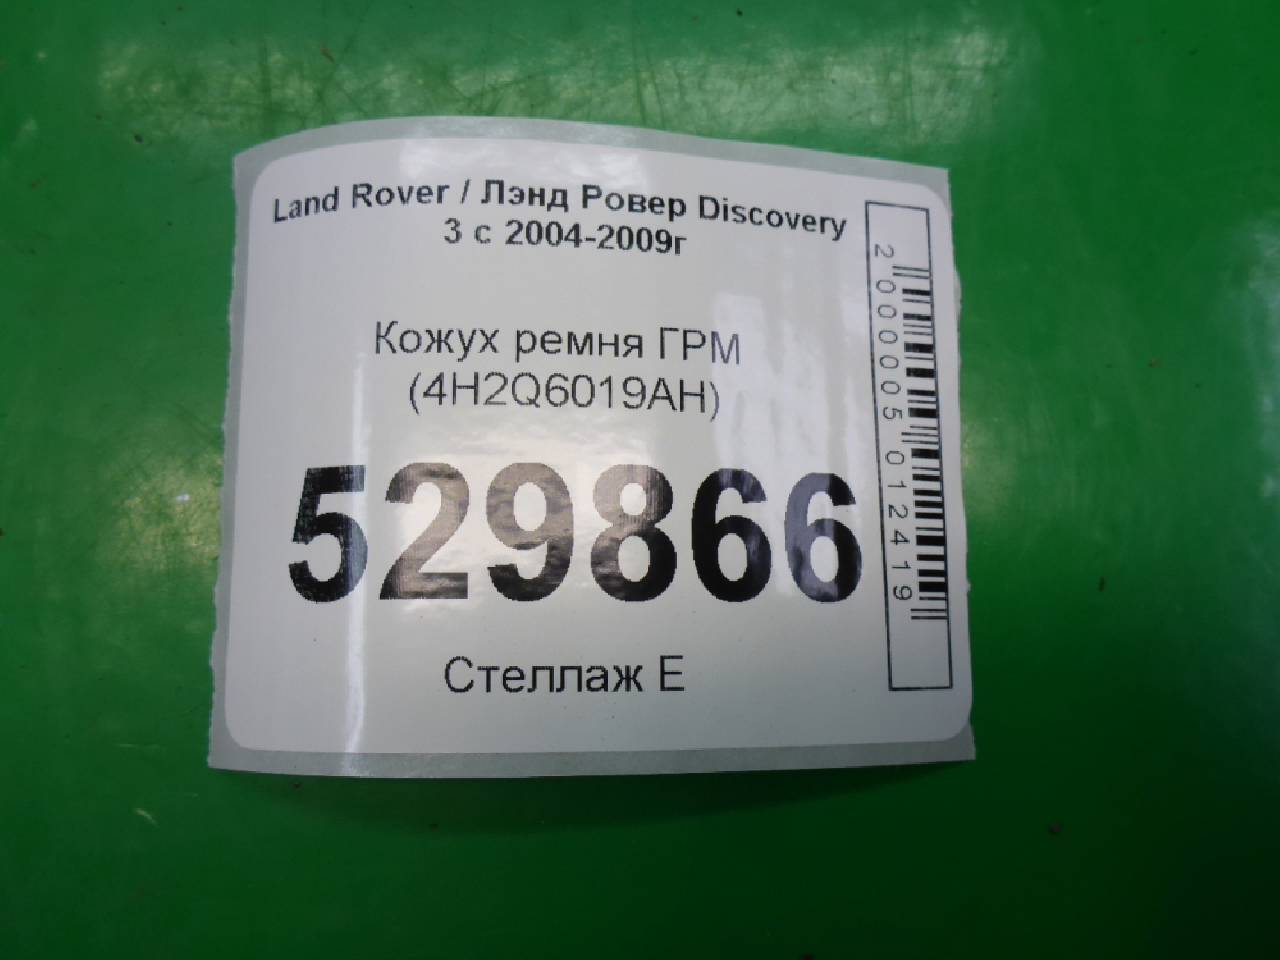 Land Rover / Лэнд Ровер Discovery
3 с 2004-2009г
Кожух ремня ГРМ
(4H2Q6019AH)
529866
Стеллаж Е
2000005012419